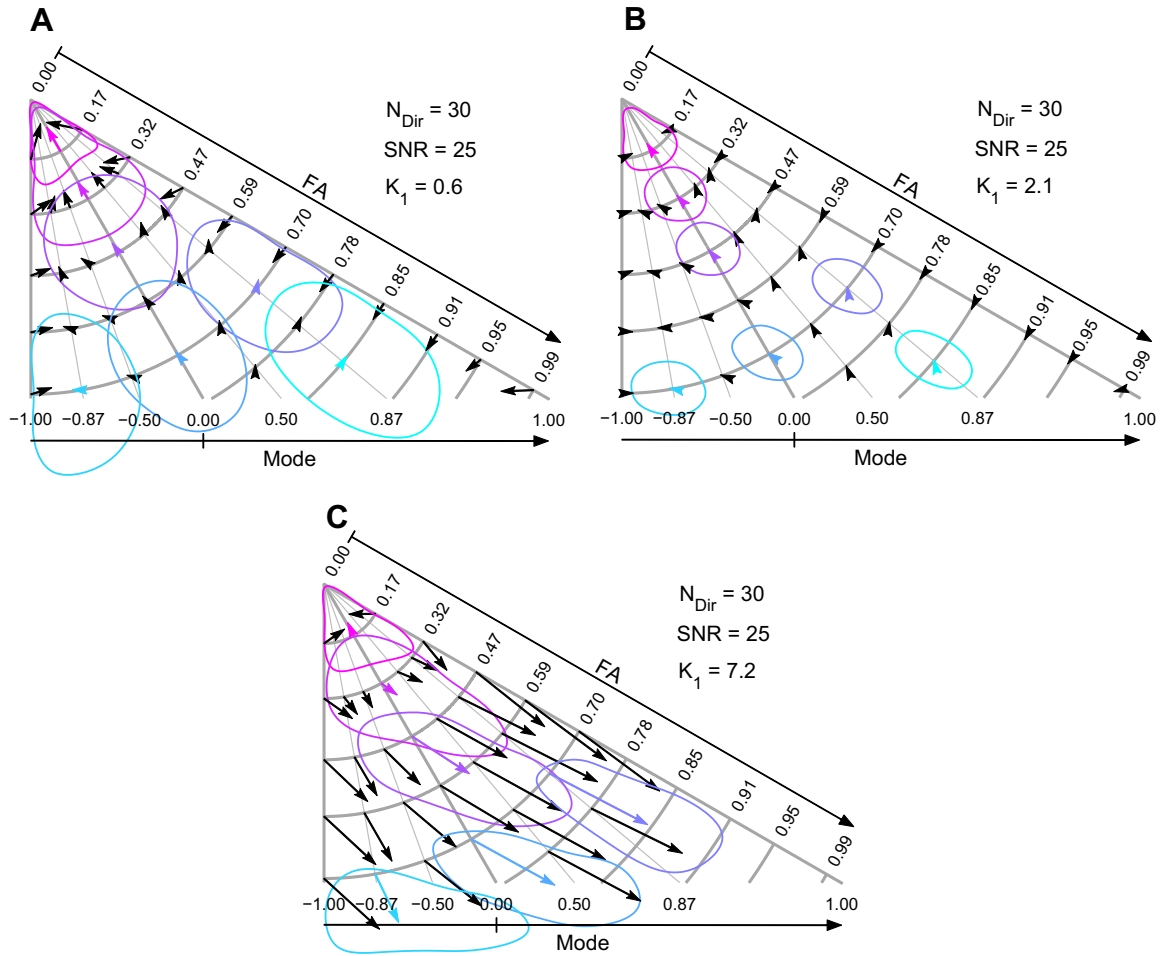 A
0.00
0.17
0.32
0.47
0.59
0.70
0.78
0.85
0.91
0.95
0.99
FA
N_Dir = 30
SNR = 25
K_1 = 0.6
−1.00 −0.87 −0.50 0.00 0.50 0.87 1.00
Mode
B
0.00
0.17
0.32
0.47
0.59
0.70
0.78
0.85
0.91
0.95
0.99
FA
N_Dir = 30
SNR = 25
K_1 = 2.1
−1.00 −0.87 −0.50 0.00 0.50 0.87 1.00
Mode
C
0.00
0.17
0.32
0.47
0.59
0.70
0.78
0.85
0.91
0.95
0.99
FA
N_Dir = 30
SNR = 25
K_1 = 7.2
−1.00 −0.87 −0.50 0.00 0.50 0.87 1.00
Mode